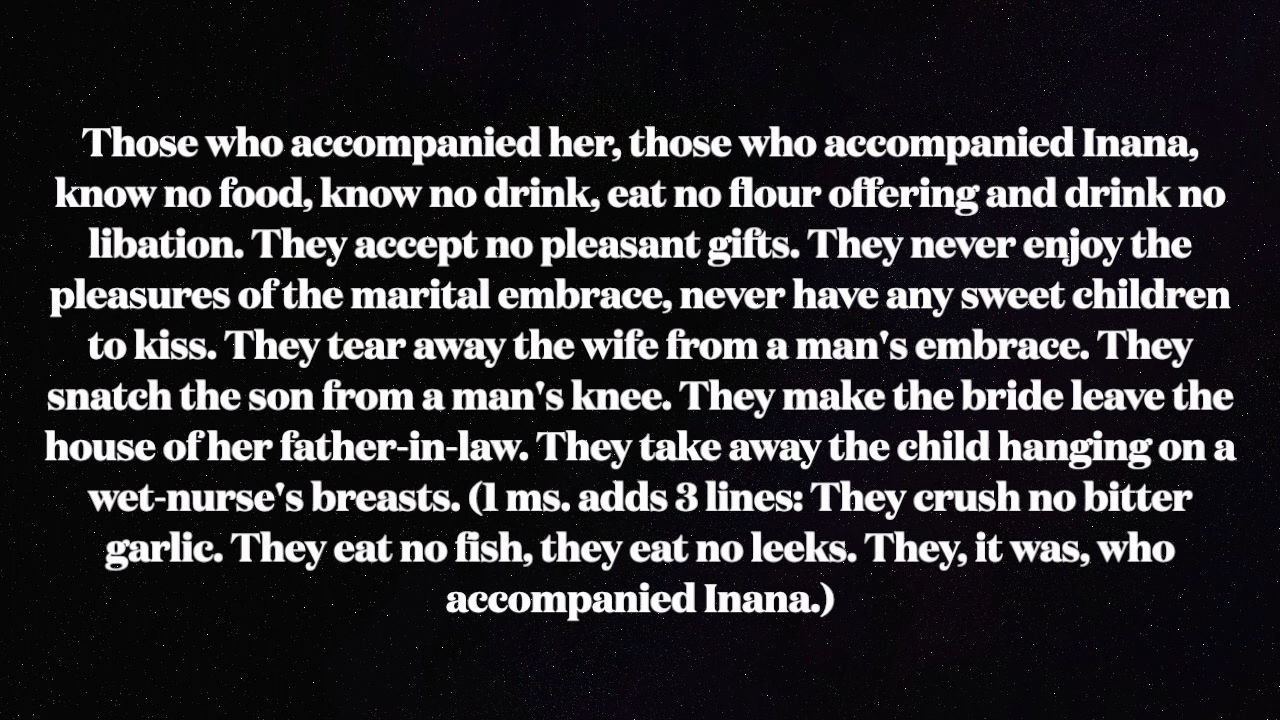 Those who accompanied her, those who accompanied Inana,
know no food, know no drink, eat no flour offering and drink no
libation. They accept no pleasant gifts. They never enjoy the
pleasures of the marital embrace, never have any sweet children
to kiss. They tear away the wife from a man's embrace. They
snatch the son from a man's knee. They make the bride leave the
house of her father-in-law. They take away the child hanging on a
wet-nurse's breasts. (1 ms. adds 3 lines: They crush no bitter
garlic. They eat no fish, they eat no leeks. They, it was, who
accompanied Inana.)